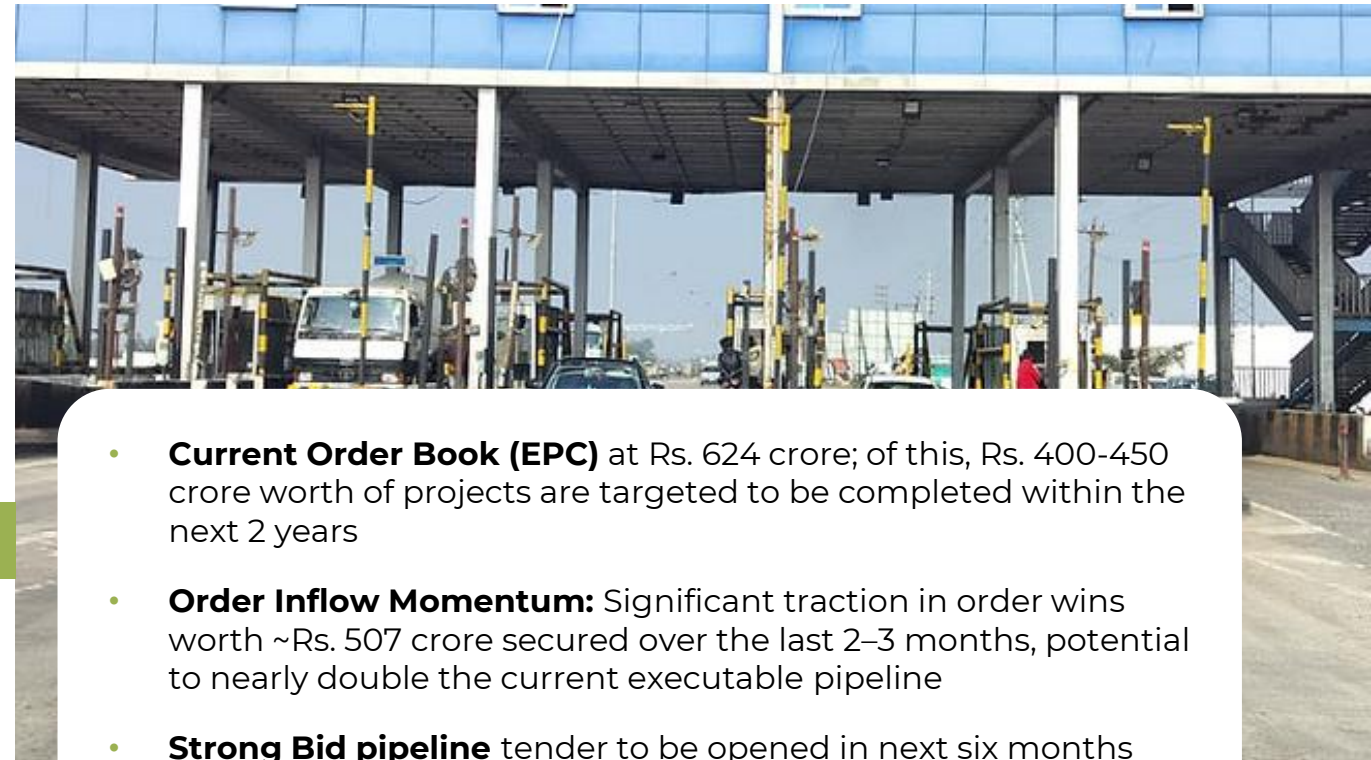 • Current Order Book (EPC) at Rs. 624 crore; of this, Rs. 400-450
crore worth of projects are targeted to be completed within the
next 2 years
• Order Inflow Momentum: Significant traction in order wins
worth ~Rs. 507 crore secured over the last 2–3 months, potential
to nearly double the current executable pipeline
• Strong Bid pipeline tender to be opened in next six months